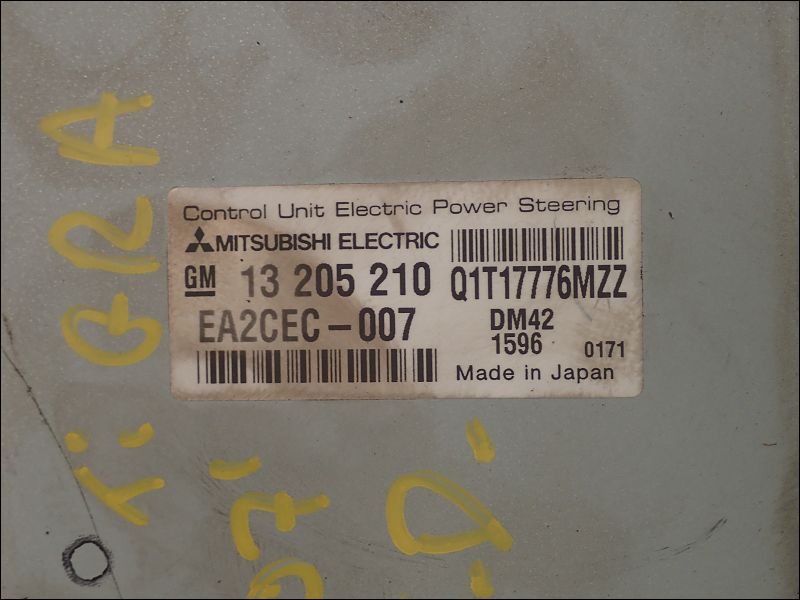 Control Unit Electric Power Steering
MITSUBISHI ELECTRIC
GM 13 205 210 Q1T17776MZZ
EA2CEC-007 DM42
1596 0171
Made in Japan